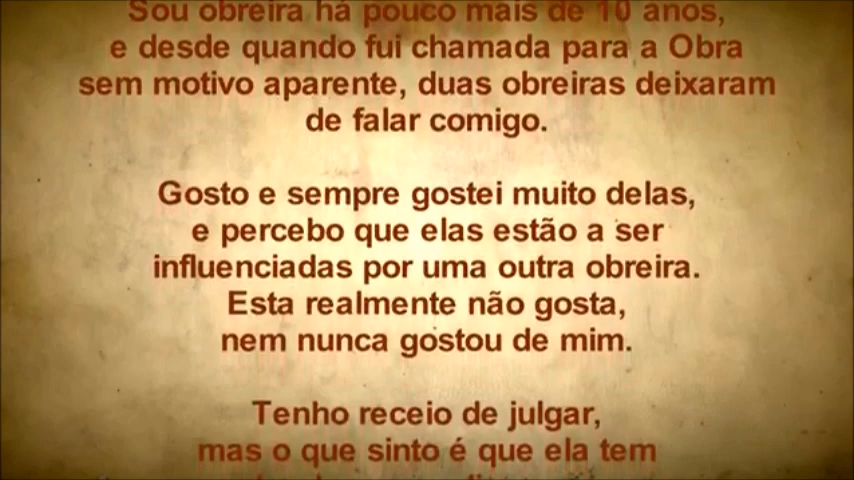 Sou obreira há pouco mais de 10 anos,
e desde quando fui chamada para a Obra
sem motivo aparente, duas obreiras deixaram
de falar comigo.
Gosto e sempre gostei muito delas,
e percebo que elas estão a ser
influenciadas por uma outra obreira.
Esta realmente não gosta,
nem nunca gostou de mim.
Tenho receio de julgar,
mas o que sinto é que ela tem